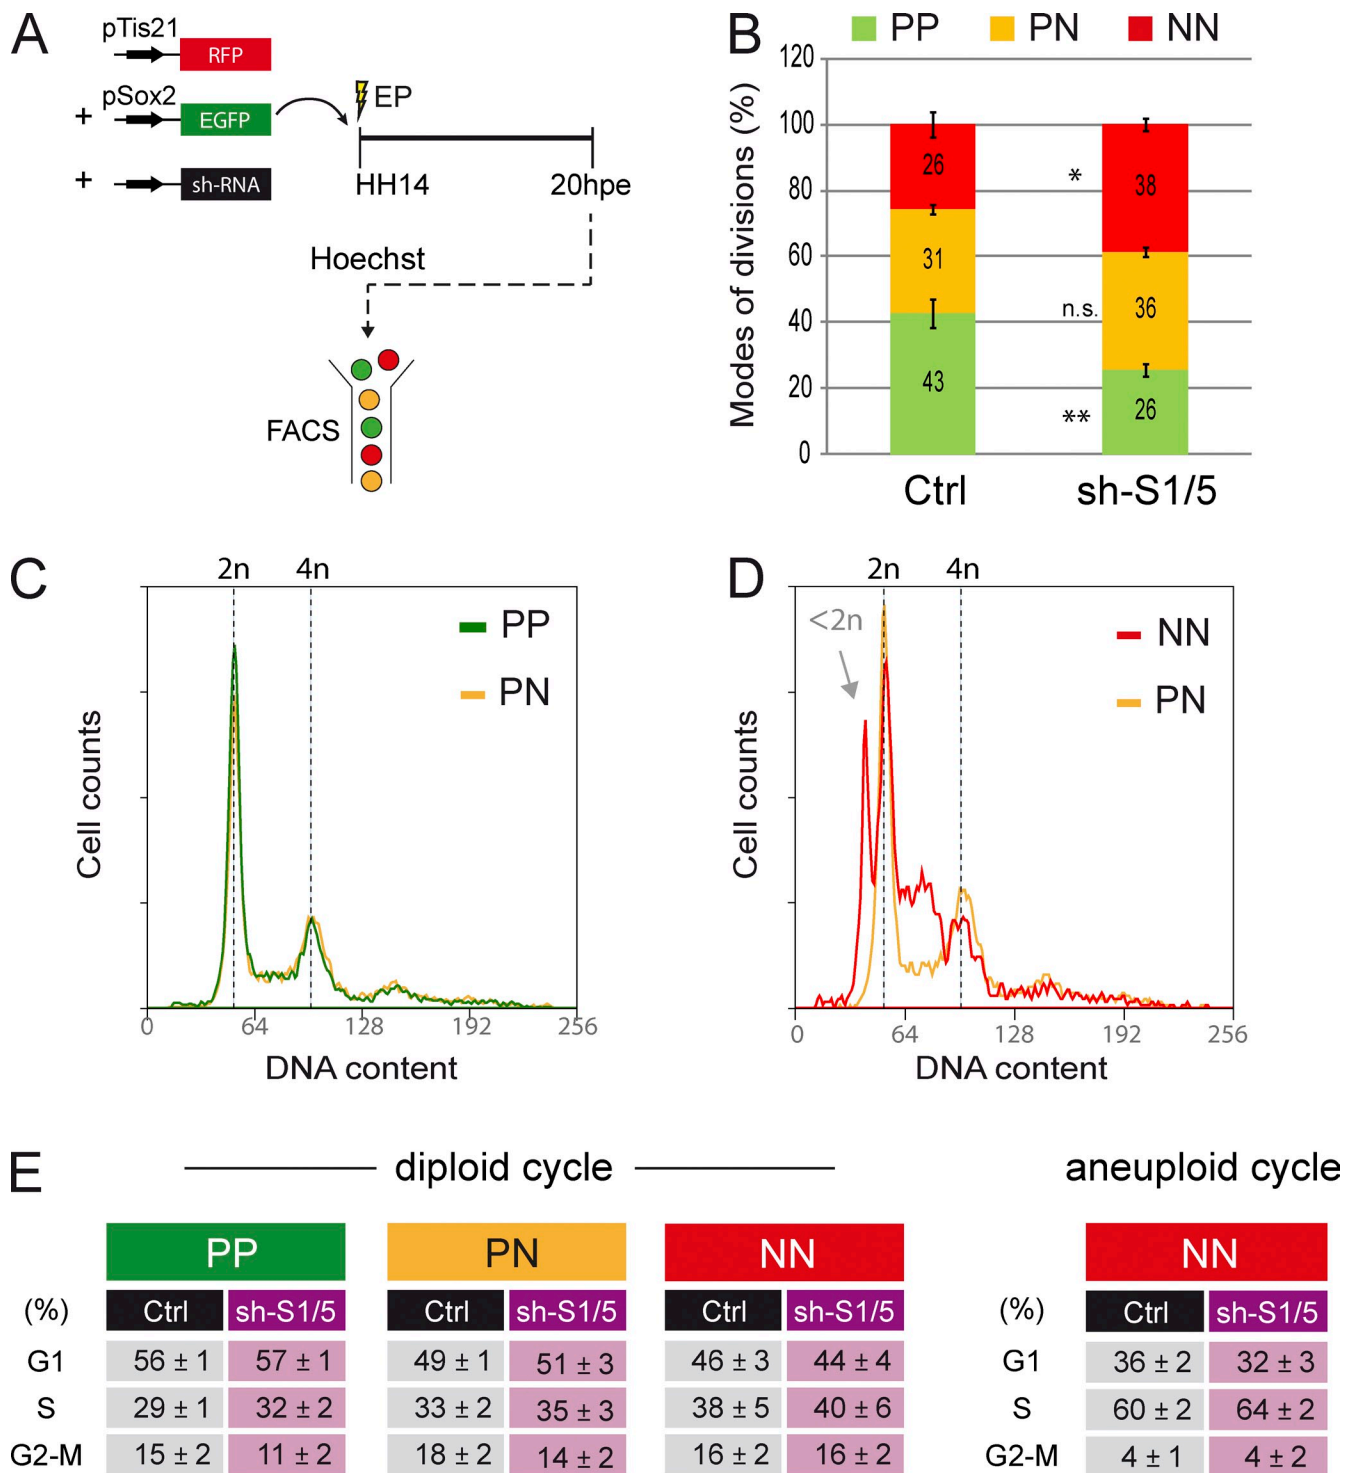 A
pTis21
RFP
+ pSox2
EGFP
+ sh-RNA
EP
HH14 20hpe
Hoechst
FACS
B
PP PN NN
Modes of divisions (%)
120
100
80
60
40
20
0
26
31
43
*
n.s.
**
38
36
26
Ctrl sh-S1/5
C
2n 4n
PP
PN
Cell counts
0 64 128 192 256
DNA content
D
2n 4n
<2n
NN
PN
Cell counts
0 64 128 192 256
DNA content
E
diploid cycle aneuploid cycle
PP PN NN NN
(%) Ctrl sh-S1/5 Ctrl sh-S1/5 Ctrl sh-S1/5 (%) Ctrl sh-S1/5
G1 56 ± 1 57 ± 1 49 ± 1 51 ± 3 46 ± 3 44 ± 4 G1 36 ± 2 32 ± 3
S 29 ± 1 32 ± 2 33 ± 2 35 ± 3 38 ± 5 40 ± 6 S 60 ± 2 64 ± 2
G2-M 15 ± 2 11 ± 2 18 ± 2 14 ± 2 16 ± 2 16 ± 2 G2-M 4 ± 1 4 ± 2